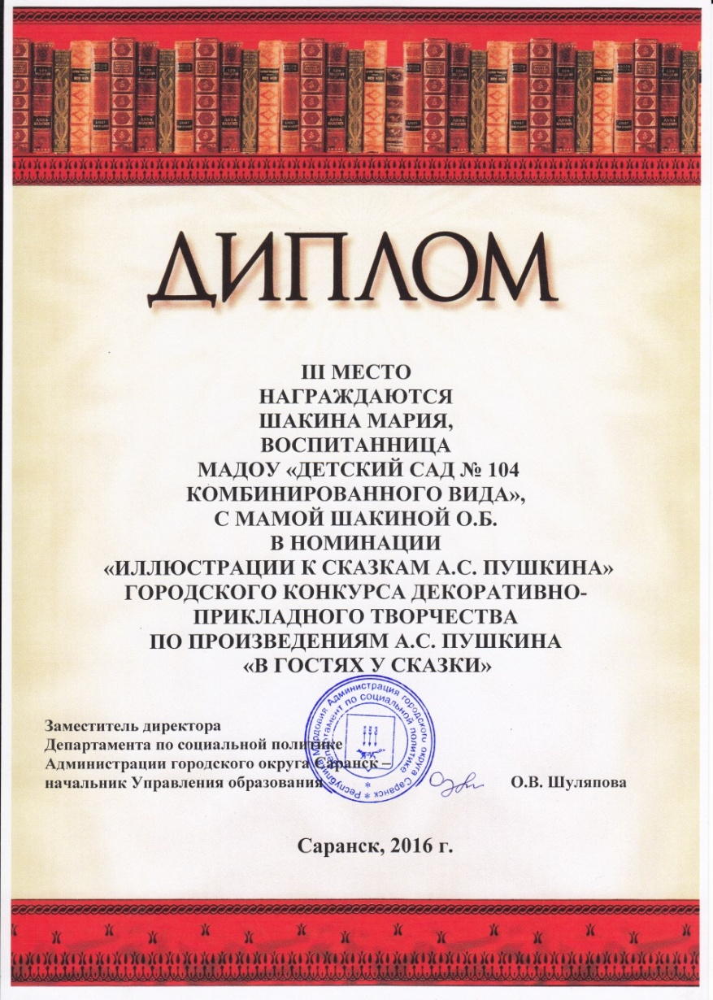 ДИПЛОМ
III МЕСТО
НАГРАЖДАЮТСЯ
ШАКИНА МАРИЯ,
ВОСПИТАННИЦА
МАДОУ «ДЕТСКИЙ САД № 104
КОМБИНИРОВАННОГО ВИДА»,
С МАМОЙ ШАКИНОЙ О.Б.
В НОМИНАЦИИ
«ИЛЛЮСТРАЦИИ К СКАЗКАМ А.С. ПУШКИНА»
ГОРОДСКОГО КОНКУРСА ДЕКОРАТИВНО-
ПРИКЛАДНОГО ТВОРЧЕСТВА
ПО ПРОИЗВЕДЕНИЯМ А.С. ПУШКИНА
«В ГОСТЯХ У СКАЗКИ»
Республика Мордовия Администрация городского округа Саранск
Департамент по социальной политике
Заместитель директора
Департамента по социальной политике
Администрации городского округа Саранск –
начальник Управления образования
О.В. Шуляпова
Саранск, 2016 г.